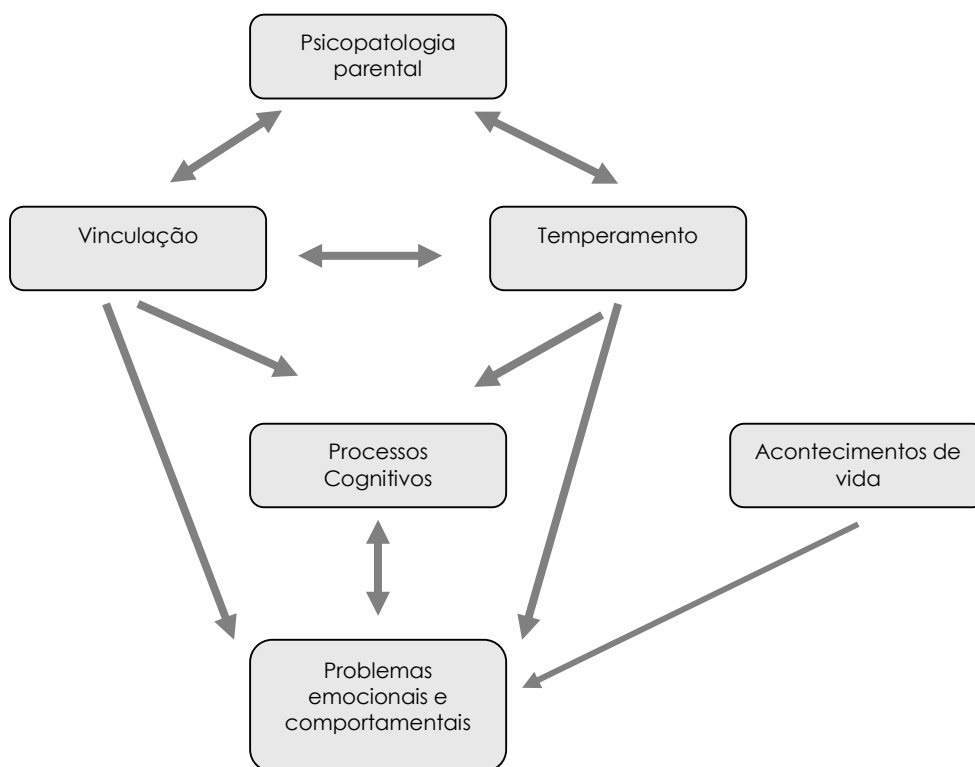 Psicopatologia
parental
Vinculação
Temperamento
Processos
Cognitivos
Acontecimentos de
vida
Problemas
emocionais e
comportamentais